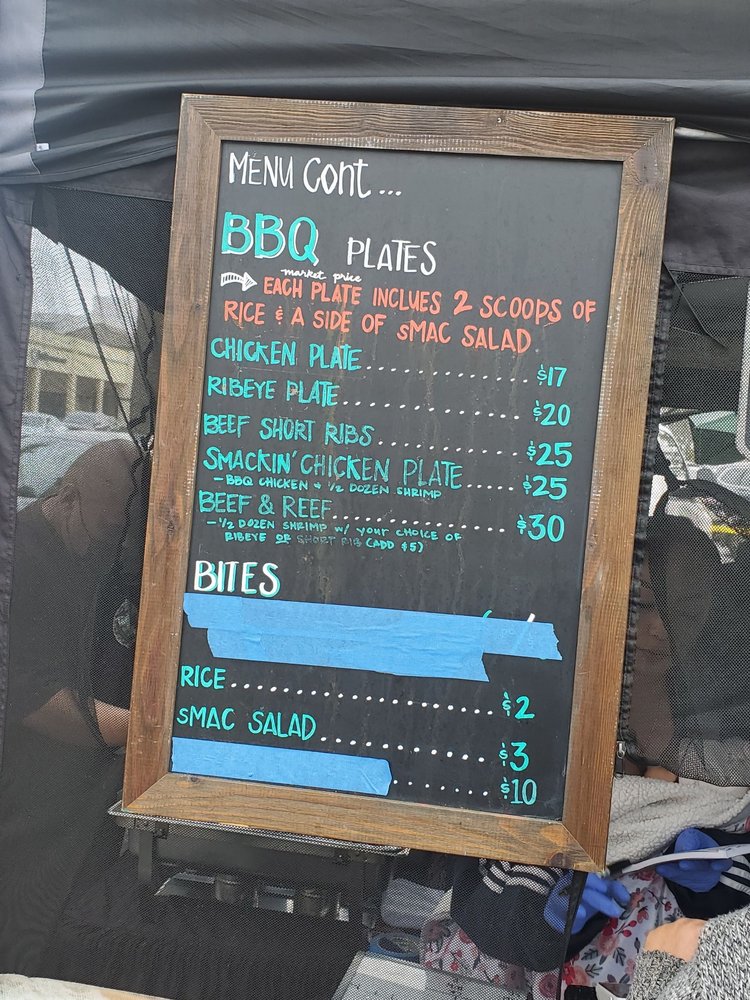 MENU Cont...
BBQ PLATES
market price
EACH PLATE INCLUES 2 SCOOPS OF
RICE & A SIDE OF sMAC SALAD
CHICKEN PLATE.................$17
RIBEYE PLATE...................$20
BEEF SHORT RIBS...............$25
SMACKIN' CHICKEN PLATE.....$25
- BBQ CHICKEN & 1/2 DOZEN SHRIMP
BEEF & REEF...................$30
- 1/2 DOZEN SHRIMP W/ YOUR CHOICE OF
RIBEYE OR SHORT RIB (ADD $5)
BITES
RICE...........................$2
sMAC SALAD..................$3
..........$10